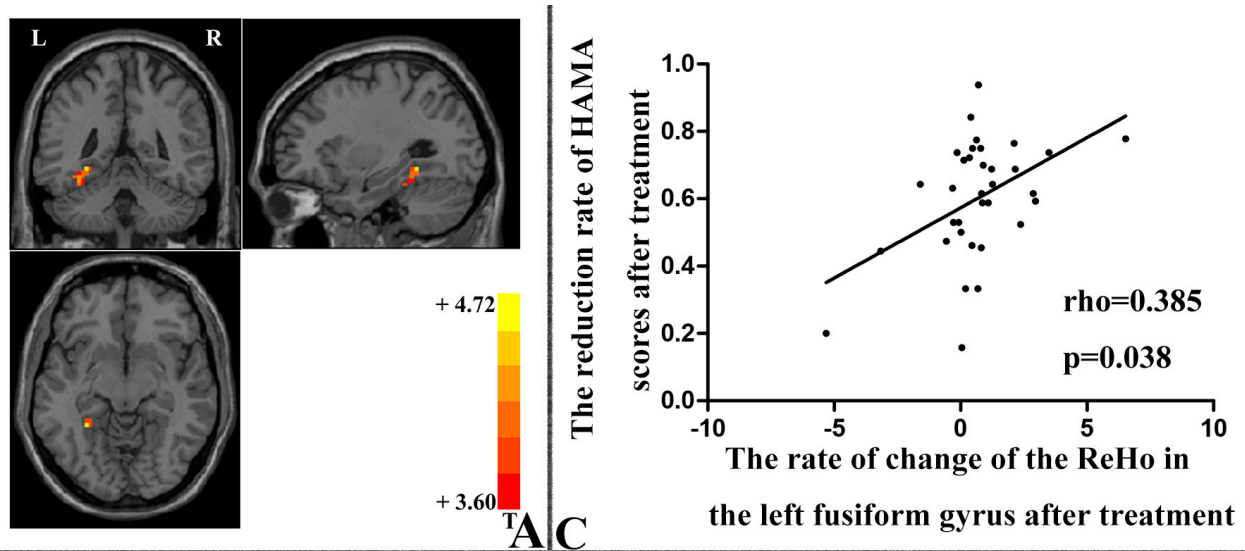 L R
+ 4.72
+ 3.60
T
A
The reduction rate of HAMA
scores after treatment
1.0
0.8
0.6
0.4
0.2
0.0
-10 -5 0 5 10
rho=0.385
p=0.038
The rate of change of the ReHo in
the left fusiform gyrus after treatment
C